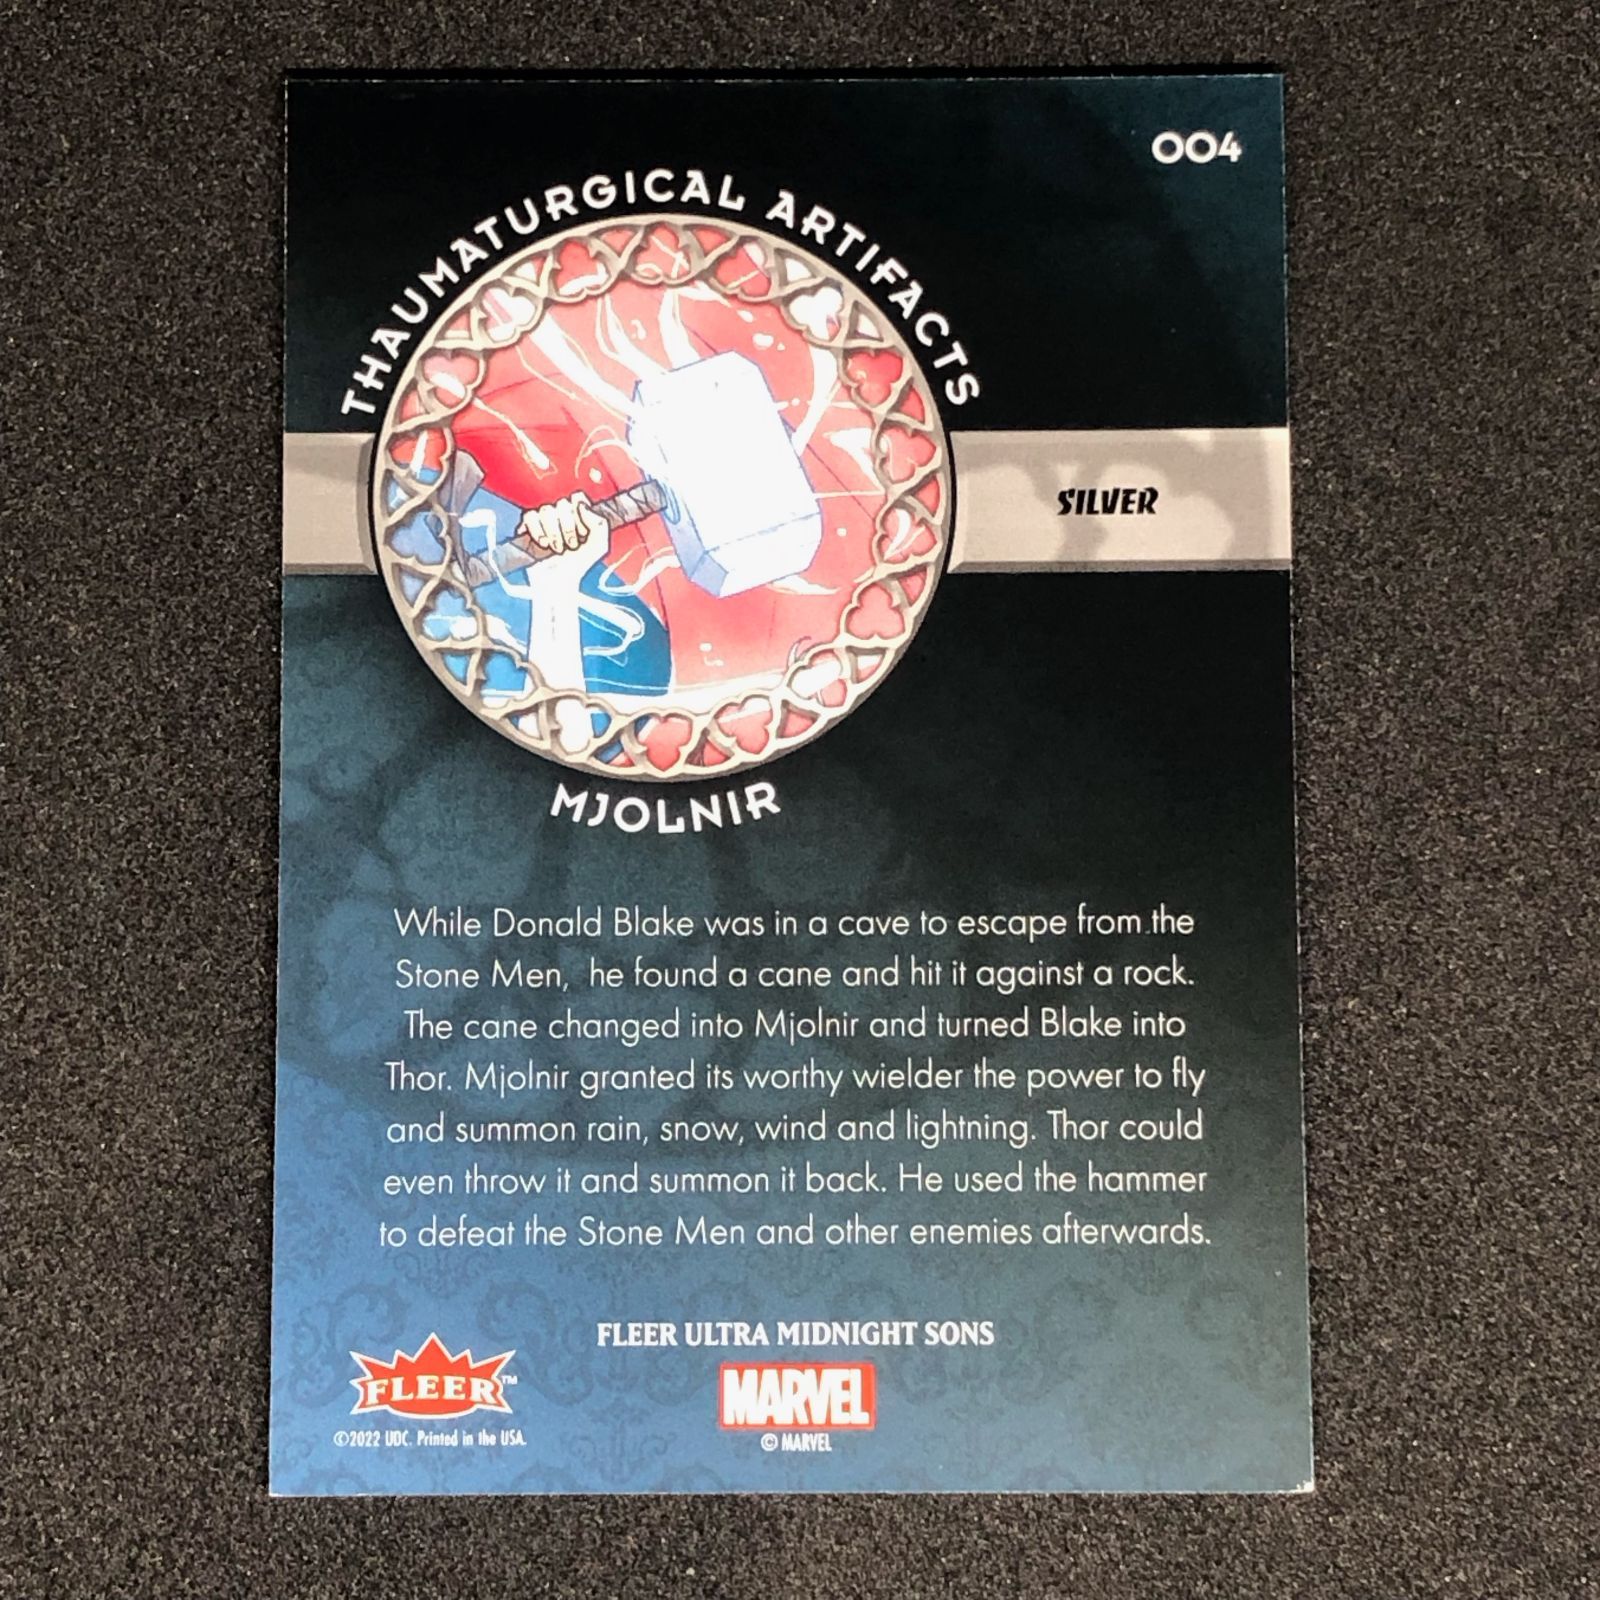 004
THAUMATURGICAL ARTIFACTS
SILVER
MJOLNIR
While Donald Blake was in a cave to escape from the
Stone Men, he found a cane and hit it against a rock.
The cane changed into Mjolnir and turned Blake into
Thor. Mjolnir granted its worthy wielder the power to fly
and summon rain, snow, wind and lightning. Thor could
even throw it and summon it back. He used the hammer
to defeat the Stone Men and other enemies afterwards.
FLEER ULTRA MIDNIGHT SONS
FLEER™
MARVEL
©2022 UDC. Printed in the USA.
© MARVEL